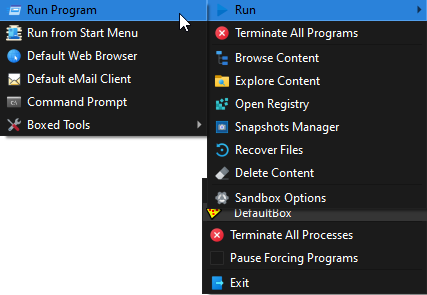 Run Program
Run from Start Menu
Default Web Browser
Default eMail Client
Command Prompt
Boxed Tools
Run
Terminate All Programs
Browse Content
Explore Content
Open Registry
Snapshots Manager
Recover Files
Delete Content
Sandbox Options
DefaultBox
Terminate All Processes
Pause Forcing Programs
Exit